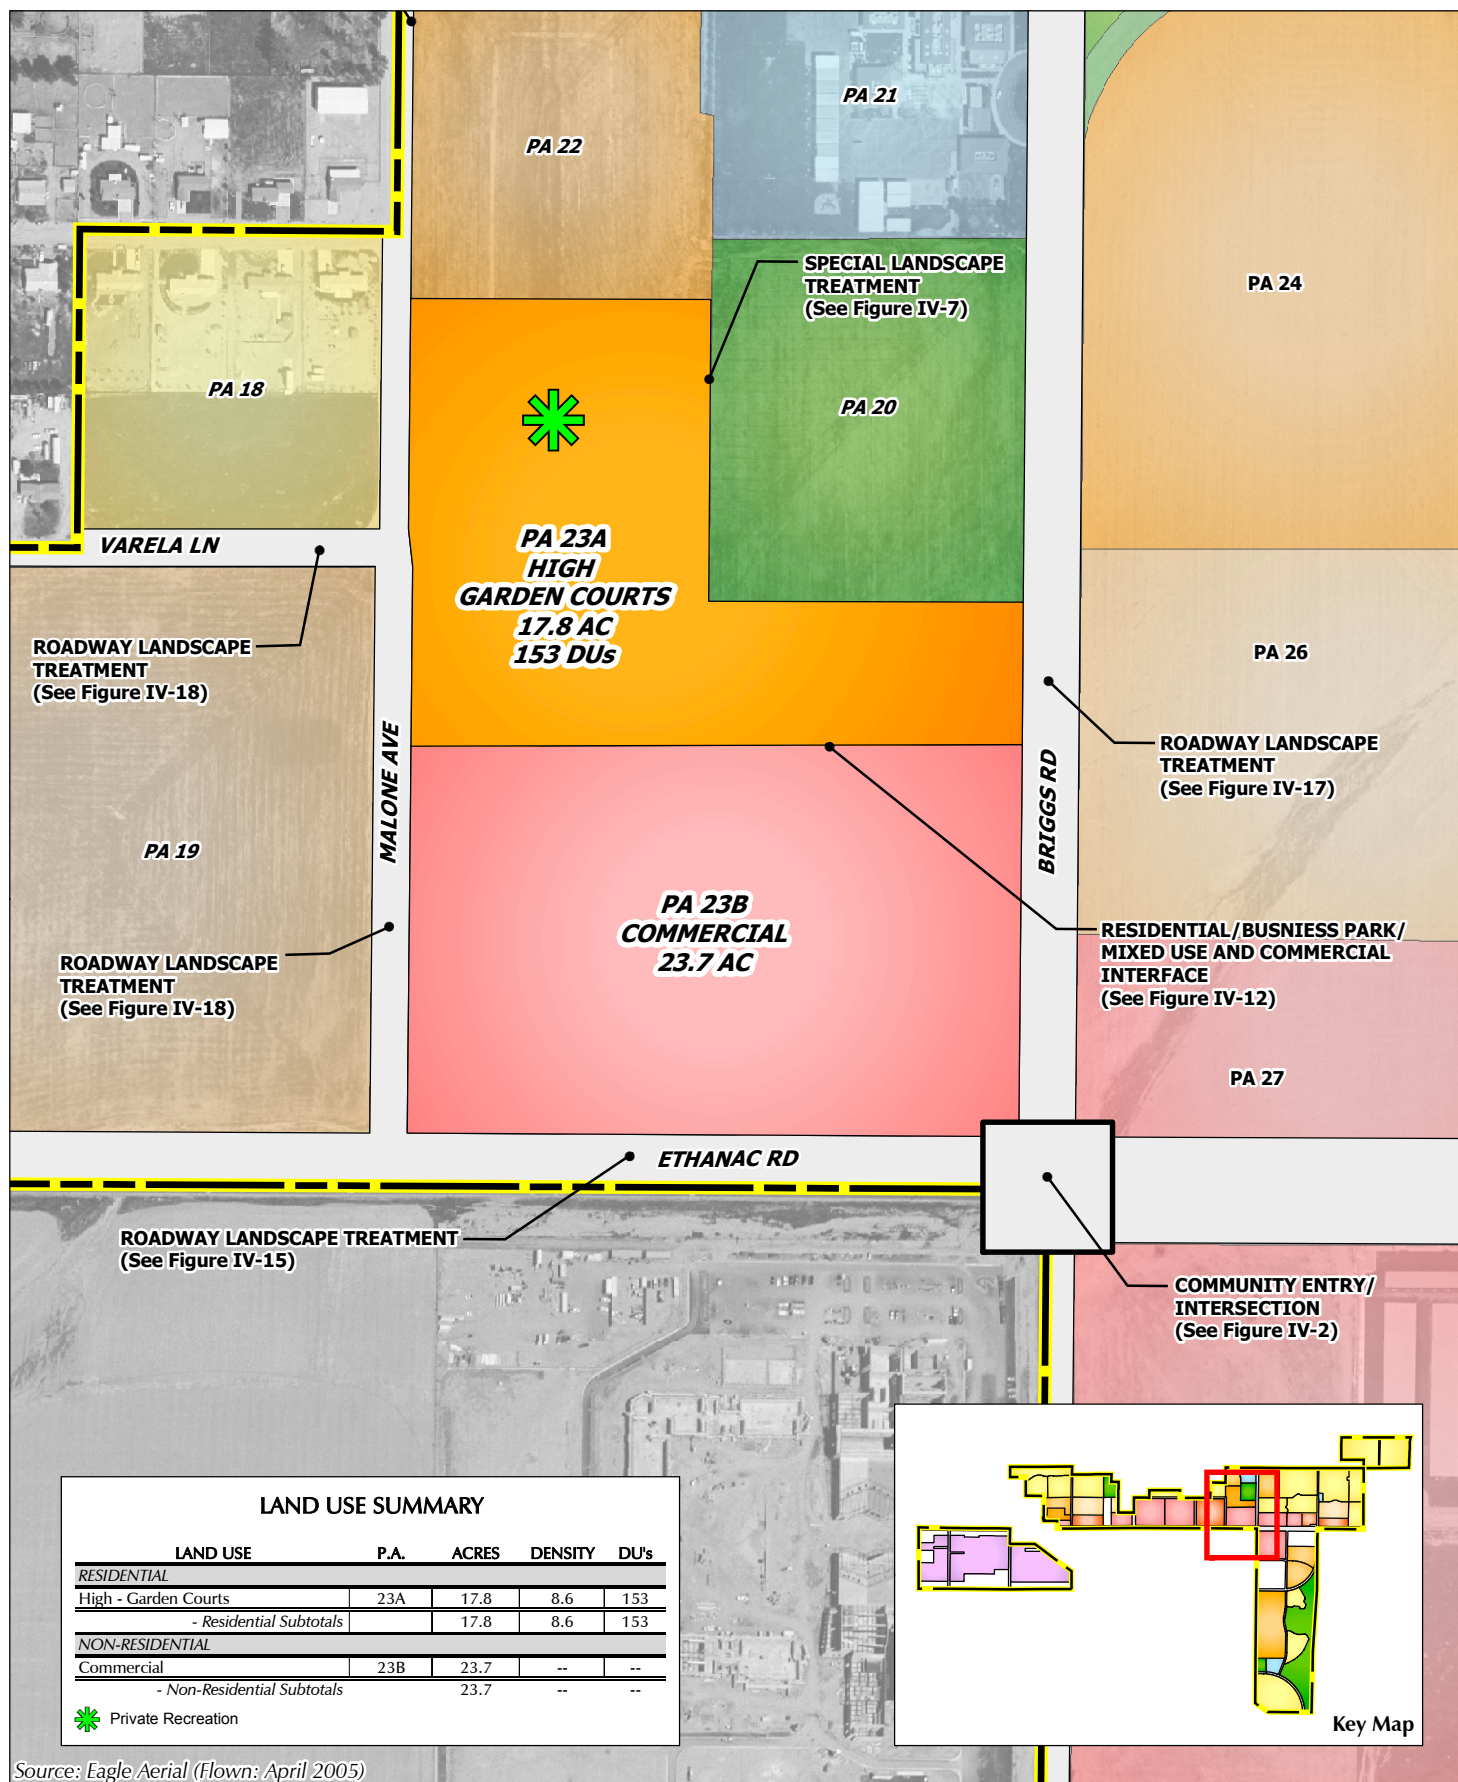 PA 21
PA 22
SPECIAL LANDSCAPE
TREATMENT
(See Figure IV-7)
PA 24
PA 18
PA 20
VARELA LN
PA 23A
HIGH
GARDEN COURTS
17.8 AC
153 DUs
ROADWAY LANDSCAPE
TREATMENT
(See Figure IV-18)
PA 26
MALONE AVE
BRIGGS RD
ROADWAY LANDSCAPE
TREATMENT
(See Figure IV-17)
PA 19
PA 23B
COMMERCIAL
23.7 AC
RESIDENTIAL/BUSNIESS PARK/
MIXED USE AND COMMERCIAL
INTERFACE
(See Figure IV-12)
ROADWAY LANDSCAPE
TREATMENT
(See Figure IV-18)
PA 27
ETHANAC RD
ROADWAY LANDSCAPE TREATMENT
(See Figure IV-15)
COMMUNITY ENTRY/
INTERSECTION
(See Figure IV-2)
LAND USE SUMMARY
LAND USE P.A. ACRES DENSITY DU's
RESIDENTIAL
High - Garden Courts 23A 17.8 8.6 153
- Residential Subtotals 17.8 8.6 153
NON-RESIDENTIAL
Commercial 23B 23.7 -- --
- Non-Residential Subtotals 23.7 -- --
Private Recreation
Key Map
Source: Eagle Aerial (Flown: April 2005)